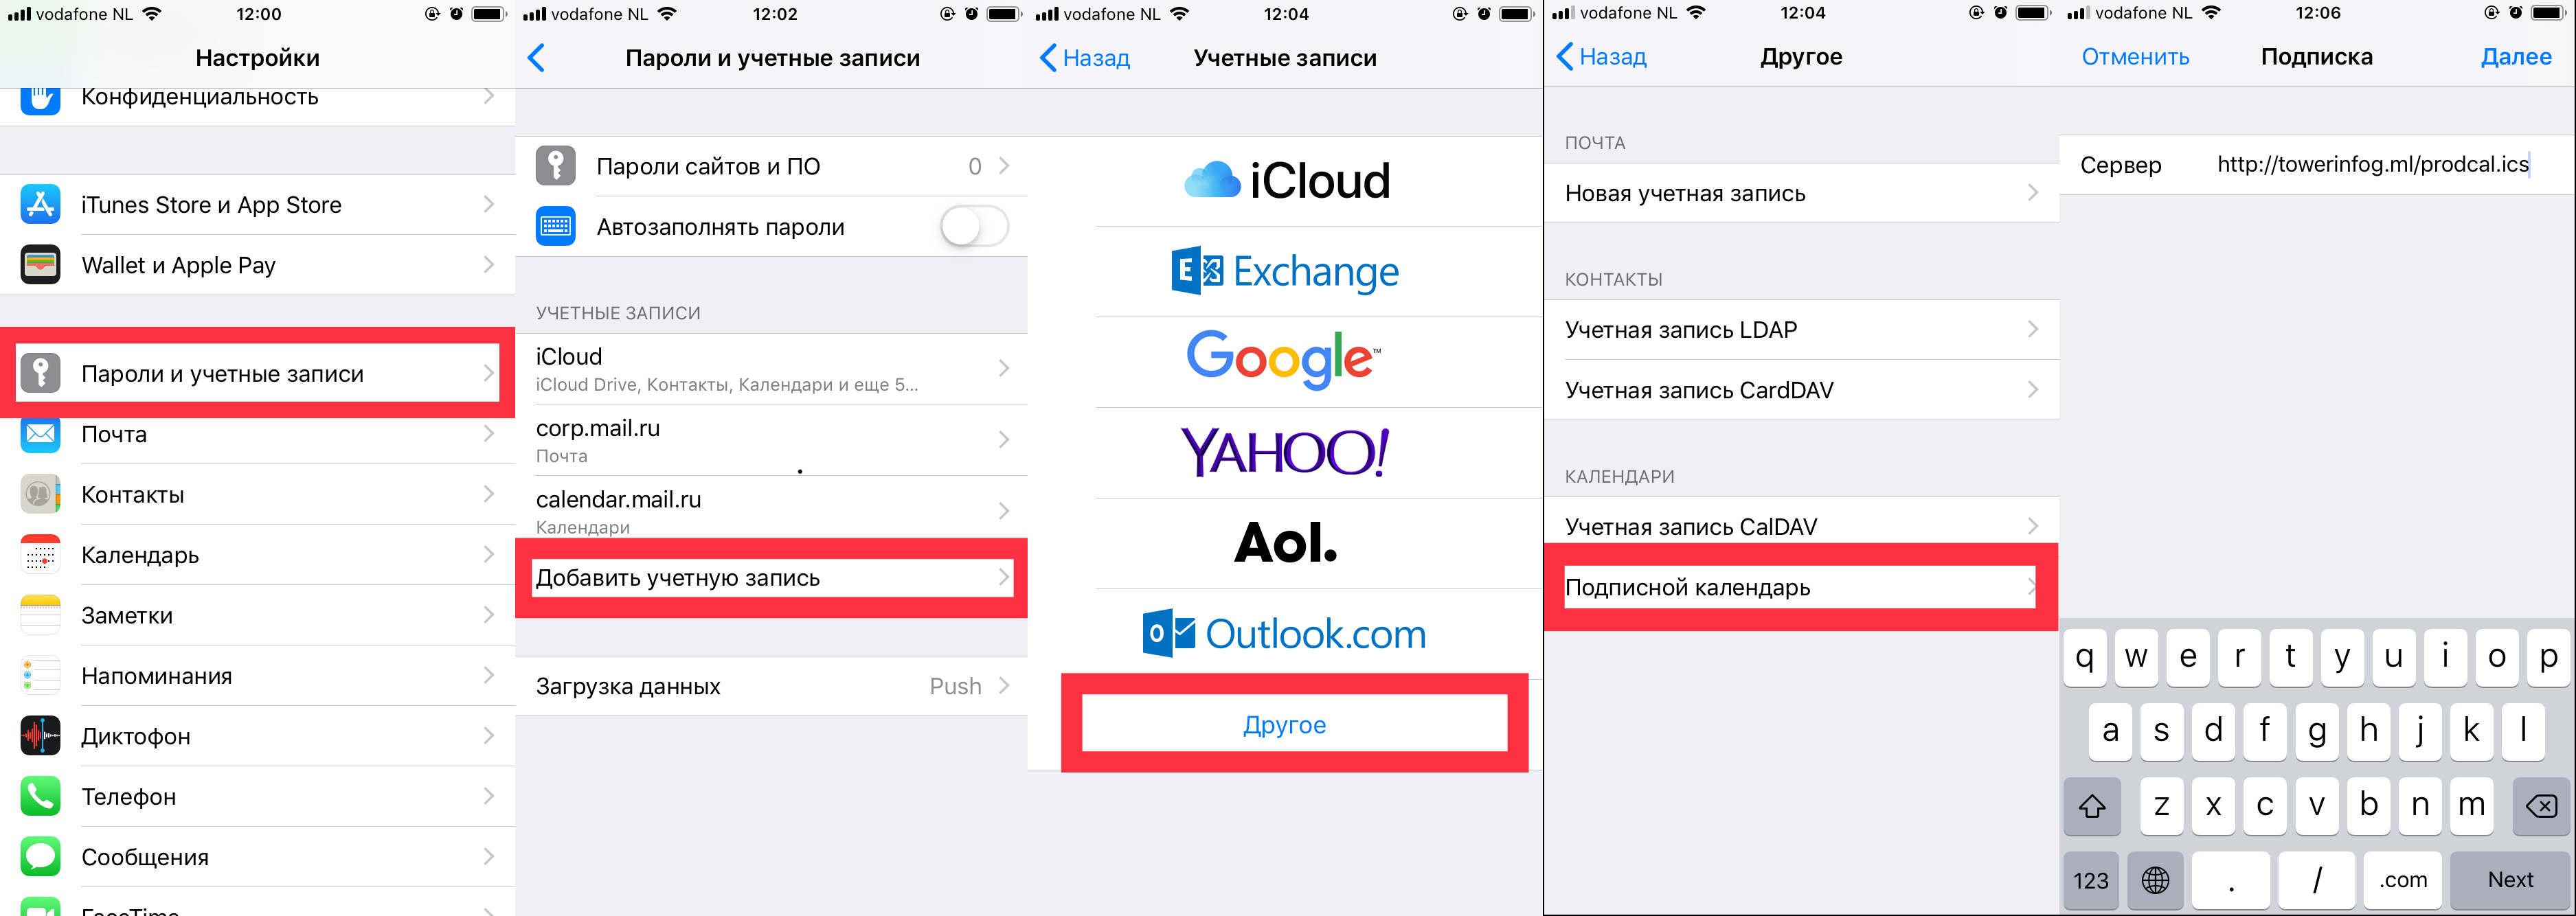 vodafone NL 12:00
Настройки
Конфиденциальность
iTunes Store и App Store
Wallet и Apple Pay
Пароли и учетные записи
Почта
Контакты
Календарь
Заметки
Напоминания
Диктофон
Телефон
Сообщения
FaceTime
vodafone NL 12:02
Пароли и учетные записи
Пароли сайтов и ПО 0
Автозаполнять пароли
УЧЕТНЫЕ ЗАПИСИ
iCloud
iCloud Drive, Контакты, Календари и еще 5...
corp.mail.ru
Почта
calendar.mail.ru
Календари
Добавить учетную запись
Загрузка данных Push
vodafone NL 12:04
Назад Учетные записи
iCloud
E Exchange
Google™
YAHOO!
Aol.
o Outlook.com
Другое
vodafone NL 12:04
Назад Другое
ПОЧТА
Новая учетная запись
КОНТАКТЫ
Учетная запись LDAP
Учетная запись CardDAV
КАЛЕНДАРИ
Учетная запись CalDAV
Подписной календарь
vodafone NL 12:06
Отменить Подписка Далее
Сервер http://towerinfog.ml/prodcal.ics
q w e r t y u i o p
a s d f g h j k l
z x c v b n m
123 . / .com Next